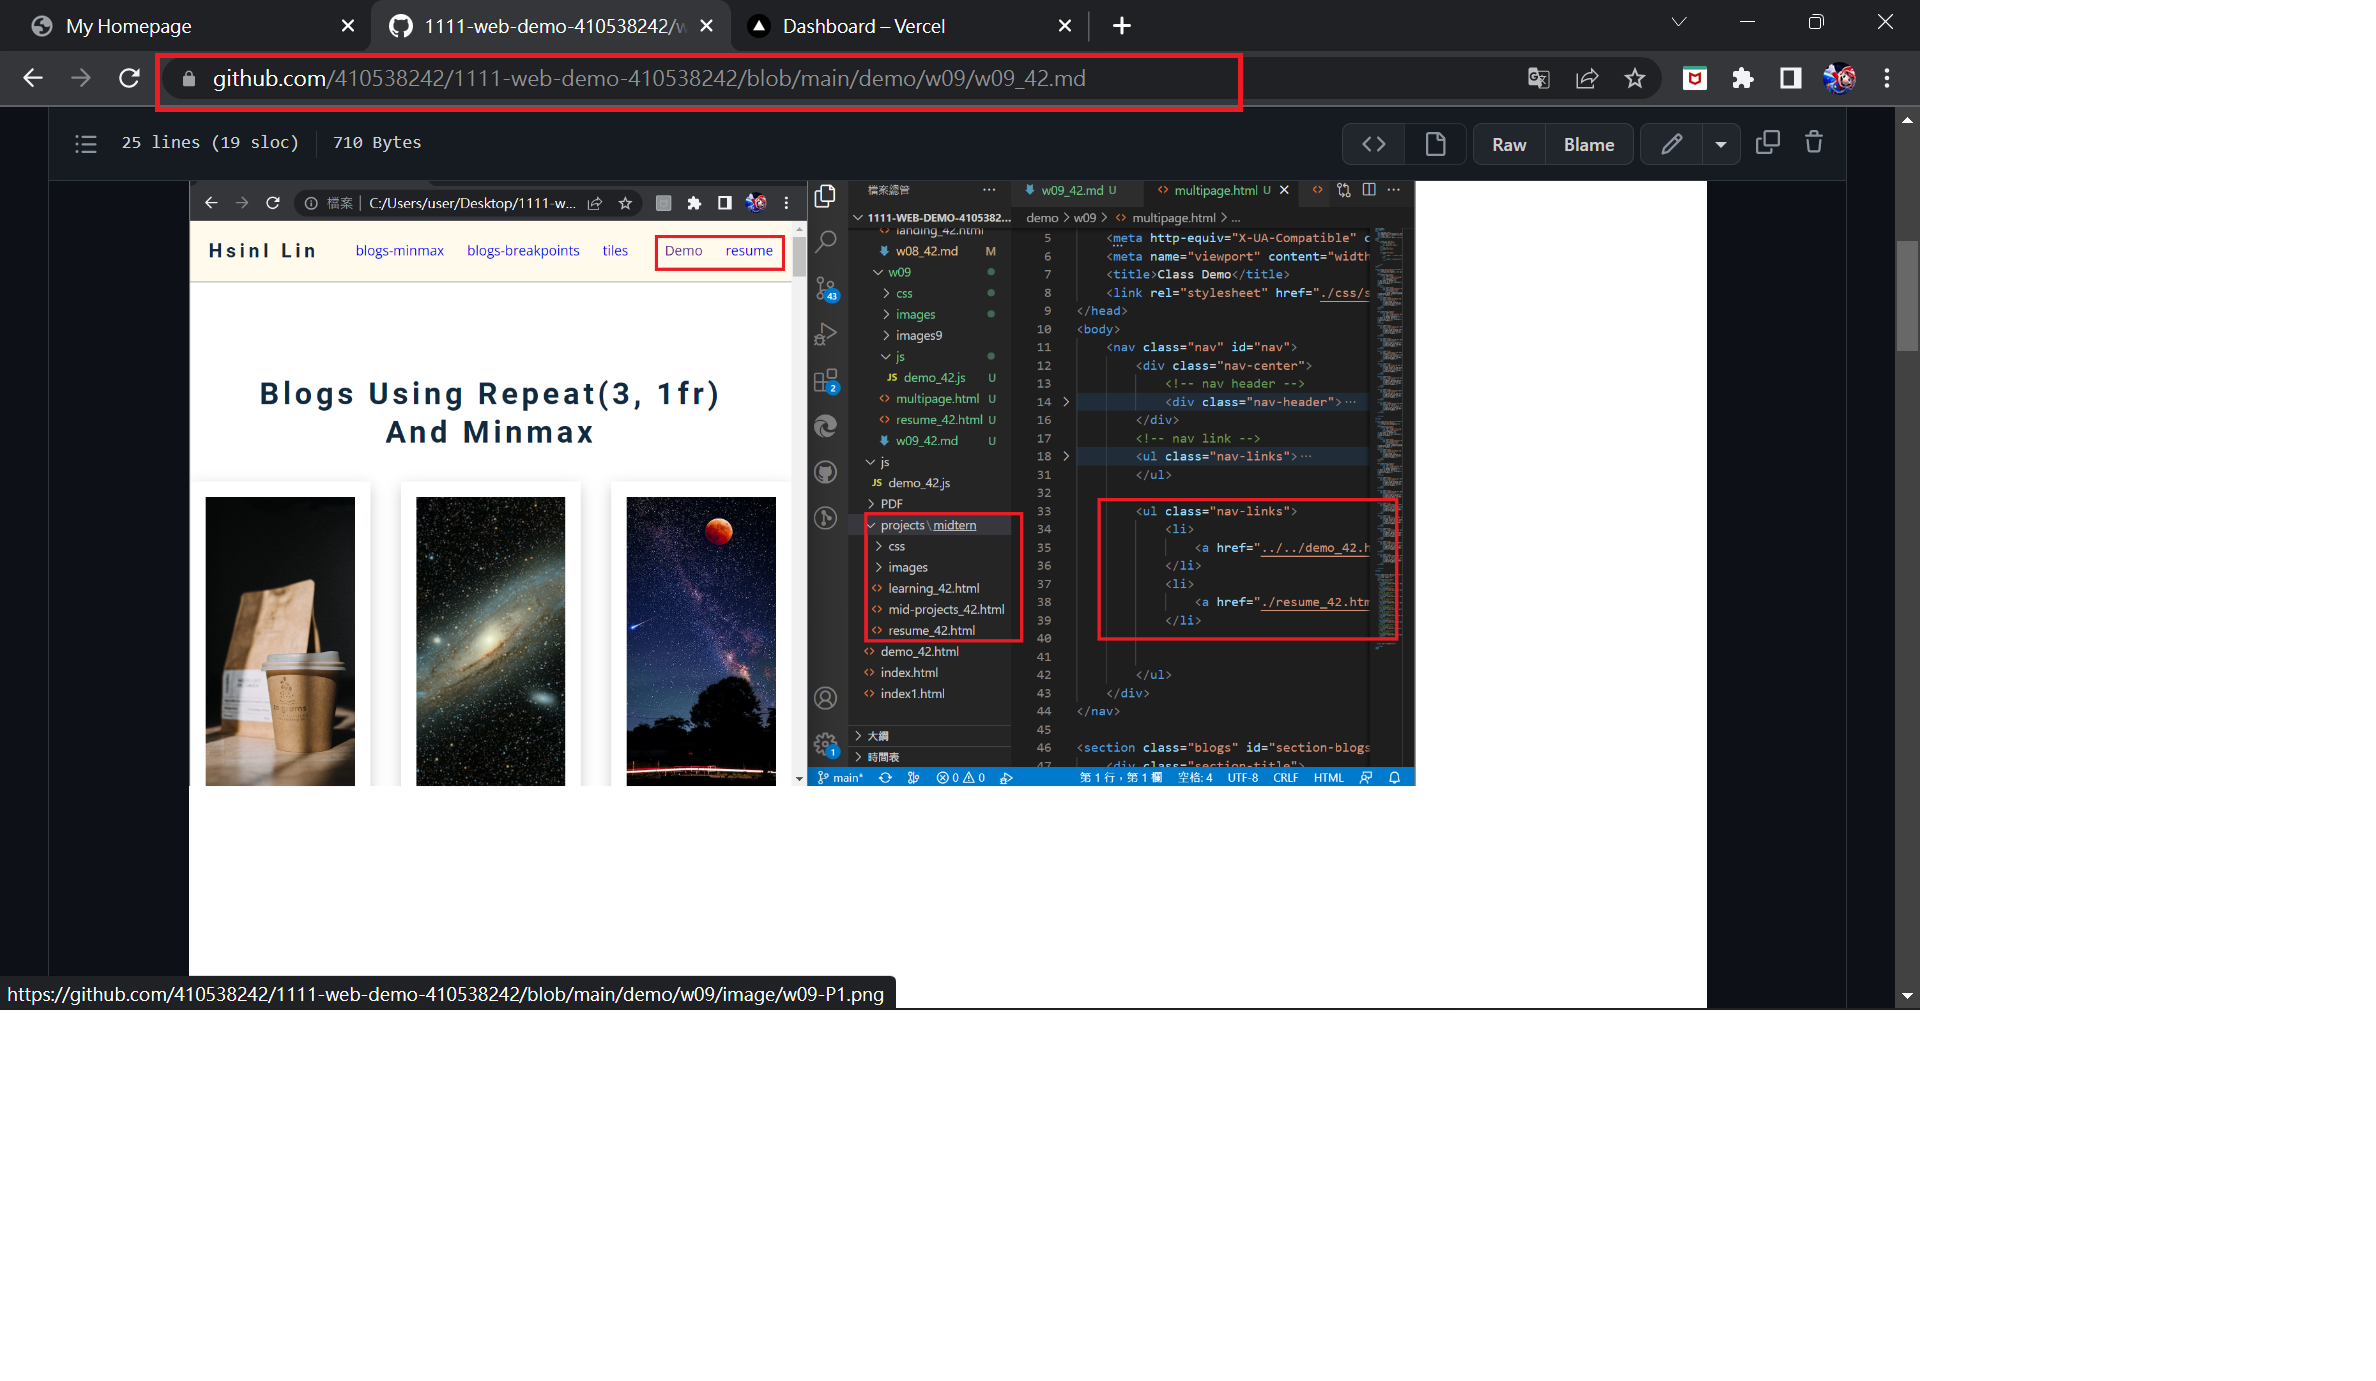 My Homepage
1111-web-demo-410538242/w
Dashboard – Vercel
github.com/410538242/1111-web-demo-410538242/blob/main/demo/w09/w09_42.md
25 lines (19 sloc) 710 Bytes
Raw
Blame
檔案 C:/Users/user/Desktop/1111-w...
HsinI Lin
blogs-minmax
blogs-breakpoints
tiles
Demo
resume
Blogs Using Repeat(3, 1fr)
And Minmax
檔案總管
1111-WEB-DEMO-4105382...
landing_42.html
w08_42.md M
w09
css
images
images9
js
JS demo_42.js U
multipage.html U
resume_42.html U
w09_42.md U
js
JS demo_42.js
PDF
projects\midtern
css
images
learning_42.html
mid-projects_42.html
resume_42.html
demo_42.html
index.html
index1.html
大綱
時間表
43
2
1
w09_42.md U
multipage.html U
demo > w09 > multipage.html > ...
5 <meta http-equiv="X-UA-Compatible" c
6 <meta name="viewport" content="width
7 <title>Class Demo</title>
8 <link rel="stylesheet" href="./css/s
9 </head>
10 <body>
11 <nav class="nav" id="nav">
12 <div class="nav-center">
13 <!-- nav header -->
14 <div class="nav-header">...
16 </div>
17 <!-- nav link -->
18 <ul class="nav-links">...
31 </ul>
32
33 <ul class="nav-links">
34 <li>
35 <a href="../../demo_42.h
36 </li>
37 <li>
38 <a href="./resume_42.htm
39 </li>
40
41
42 </ul>
43 </div>
44 </nav>
45
46 <section class="blogs" id="section-blogs
47 <div class="section-title">
main* 0 0 第 1 行，第 1 欄 空格: 4 UTF-8 CRLF HTML
https://github.com/410538242/1111-web-demo-410538242/blob/main/demo/w09/image/w09-P1.png